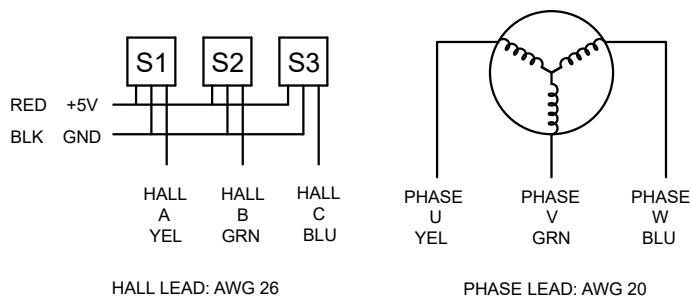 S1 S2 S3
RED +5V
BLK GND
HALL
A
YEL
HALL
B
GRN
HALL
C
BLU
PHASE
U
YEL
PHASE
V
GRN
PHASE
W
BLU
HALL LEAD: AWG 26
PHASE LEAD: AWG 20